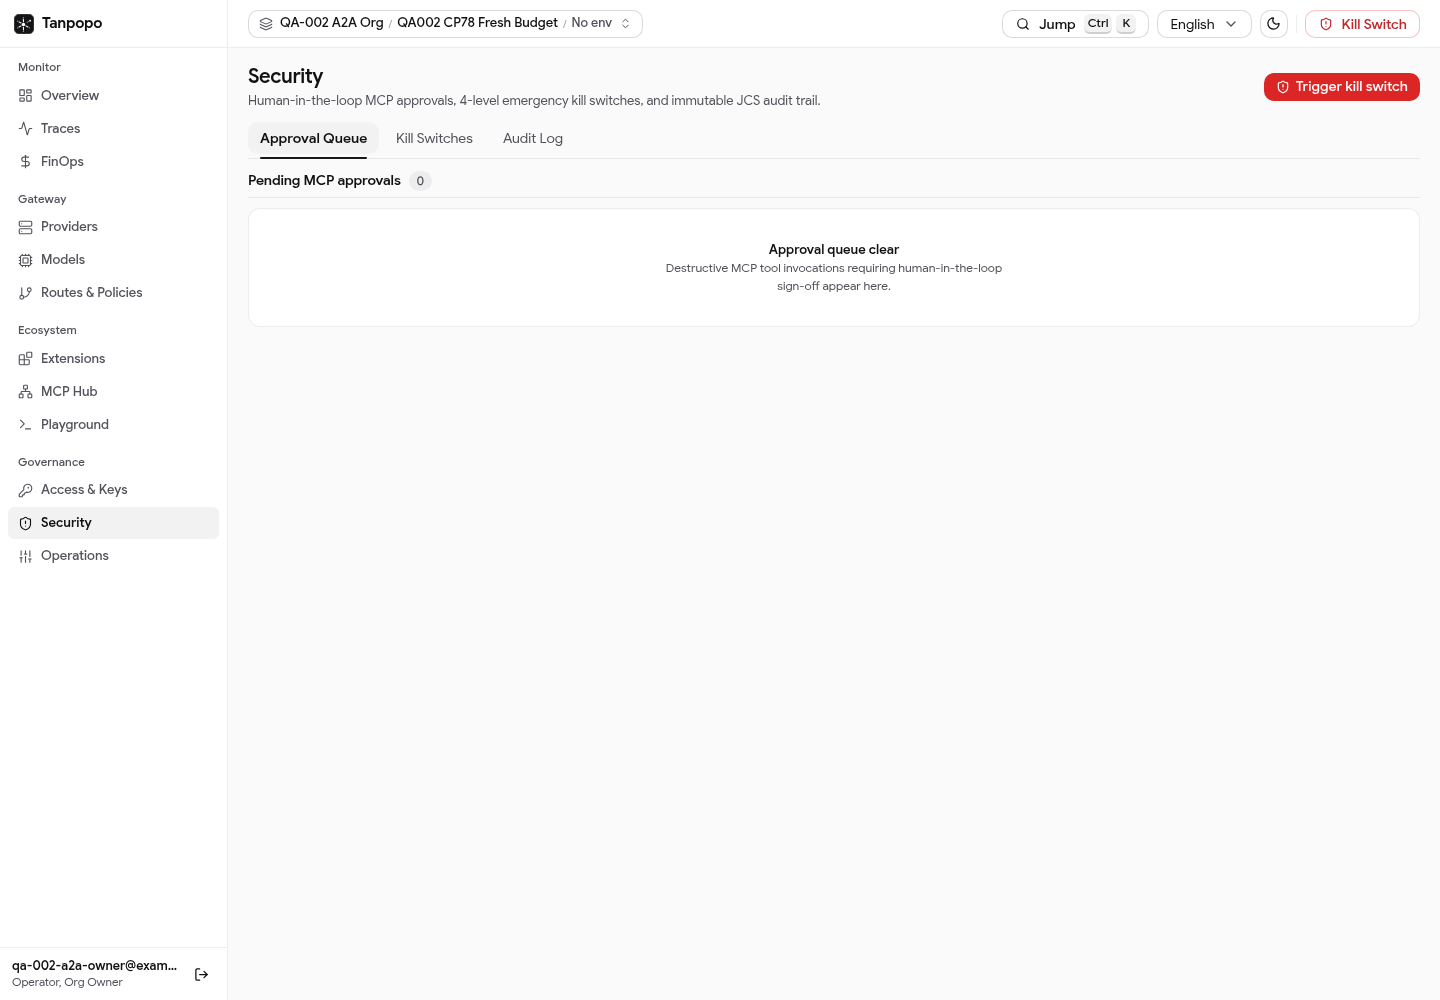 Tanpopo
QA-002 A2A Org / QA002 CP78 Fresh Budget / No env
Jump Ctrl K
English
Kill Switch
Monitor
Overview
Traces
FinOps
Gateway
Providers
Models
Routes & Policies
Ecosystem
Extensions
MCP Hub
Playground
Governance
Access & Keys
Security
Operations
qa-002-a2a-owner@exam...
Operator, Org Owner
Security
Human-in-the-loop MCP approvals, 4-level emergency kill switches, and immutable JCS audit trail.
Trigger kill switch
Approval Queue
Kill Switches
Audit Log
Pending MCP approvals 0
Approval queue clear
Destructive MCP tool invocations requiring human-in-the-loop
sign-off appear here.